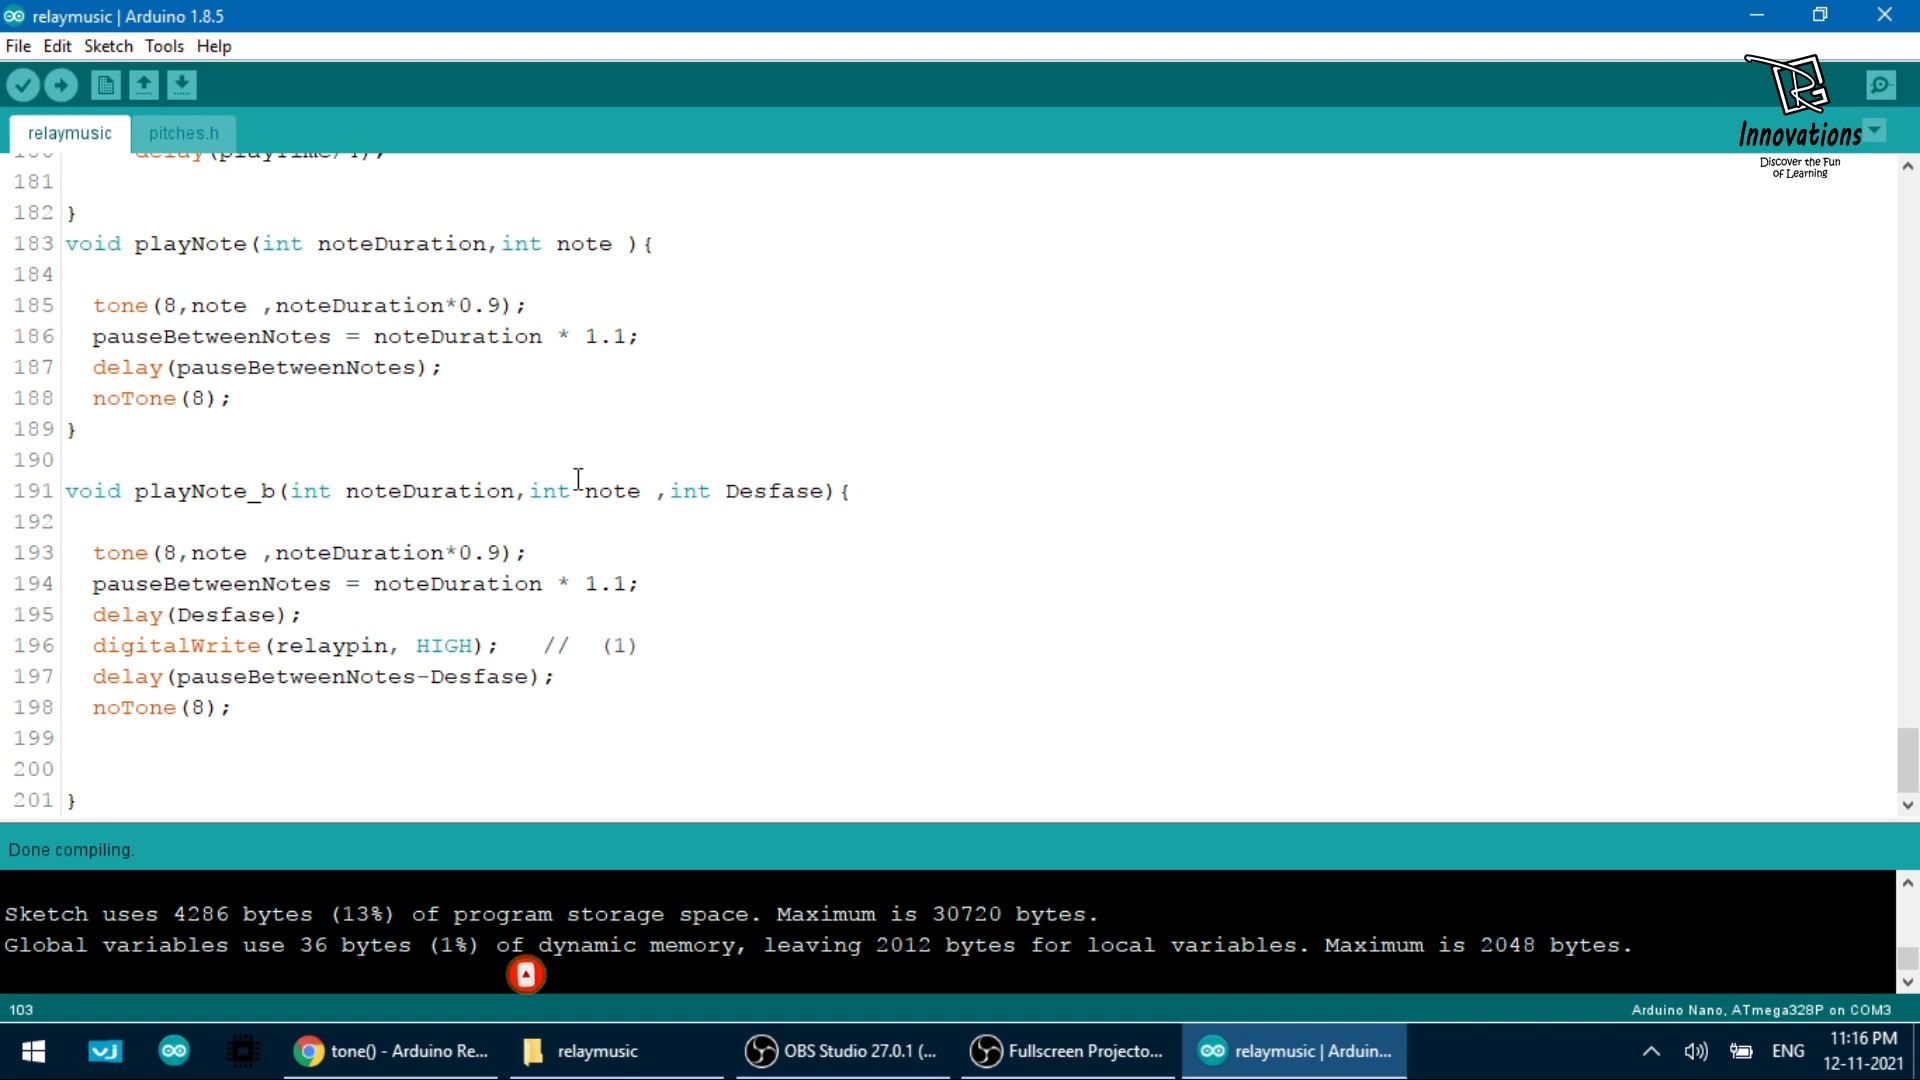 relaymusic | Arduino 1.8.5
File Edit Sketch Tools Help
relaymusic pitches.h
Innovations
Discover the Fun
of Learning
181
182 }
183 void playNote(int noteDuration,int note ){
184
185 tone(8,note ,noteDuration*0.9);
186 pauseBetweenNotes = noteDuration * 1.1;
187 delay(pauseBetweenNotes);
188 noTone(8);
189 }
190
191 void playNote_b(int noteDuration,int note ,int Desfase){
192
193 tone(8,note ,noteDuration*0.9);
194 pauseBetweenNotes = noteDuration * 1.1;
195 delay(Desfase);
196 digitalWrite(relaypin, HIGH); // (1)
197 delay(pauseBetweenNotes-Desfase);
198 noTone(8);
199
200
201 }
Done compiling.
Sketch uses 4286 bytes (13%) of program storage space. Maximum is 30720 bytes.
Global variables use 36 bytes (1%) of dynamic memory, leaving 2012 bytes for local variables. Maximum is 2048 bytes.
103 Arduino Nano, ATmega328P on COM3
tone() - Arduino Re... relaymusic OBS Studio 27.0.1 (... Fullscreen Projecto... relaymusic | Arduin... ENG 11:16 PM
12-11-2021